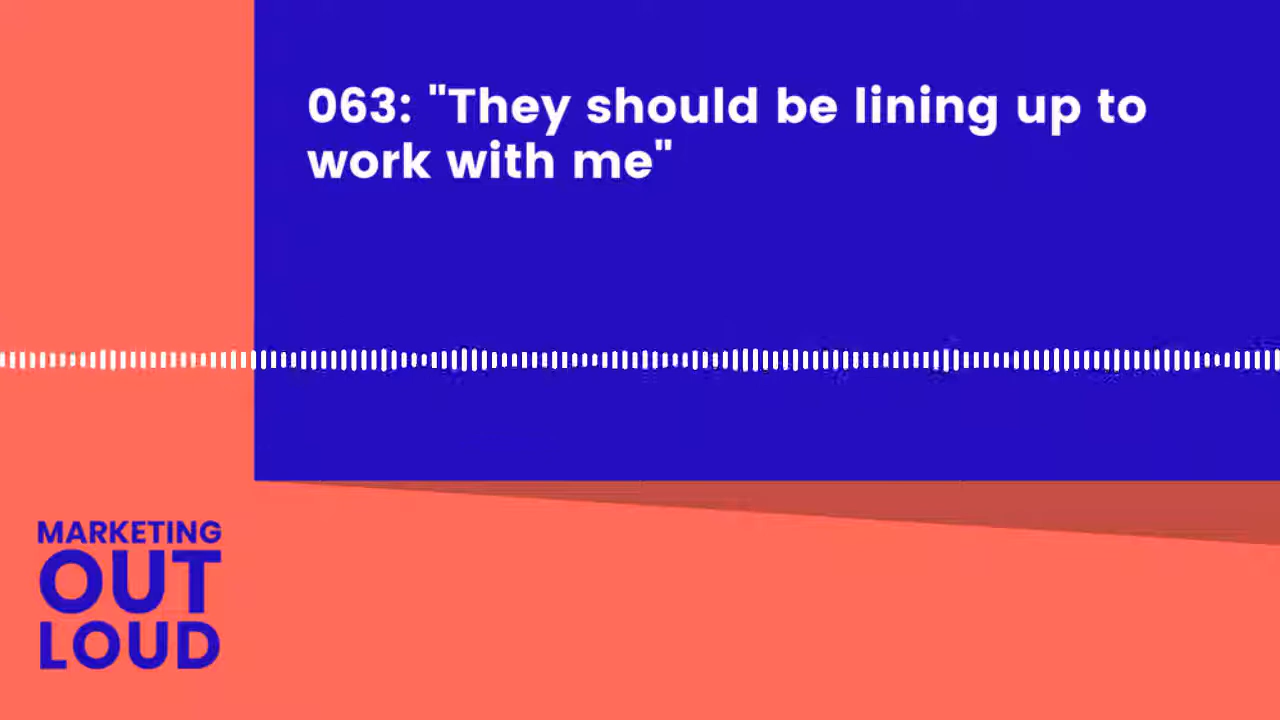 063: "They should be lining up to
work with me"
MARKETING
OUT
LOUD